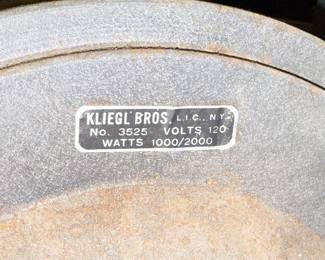 KLIEGL BROS. L.I.C., N.Y.
No. 3525 VOLTS 120
WATTS 1000/2000